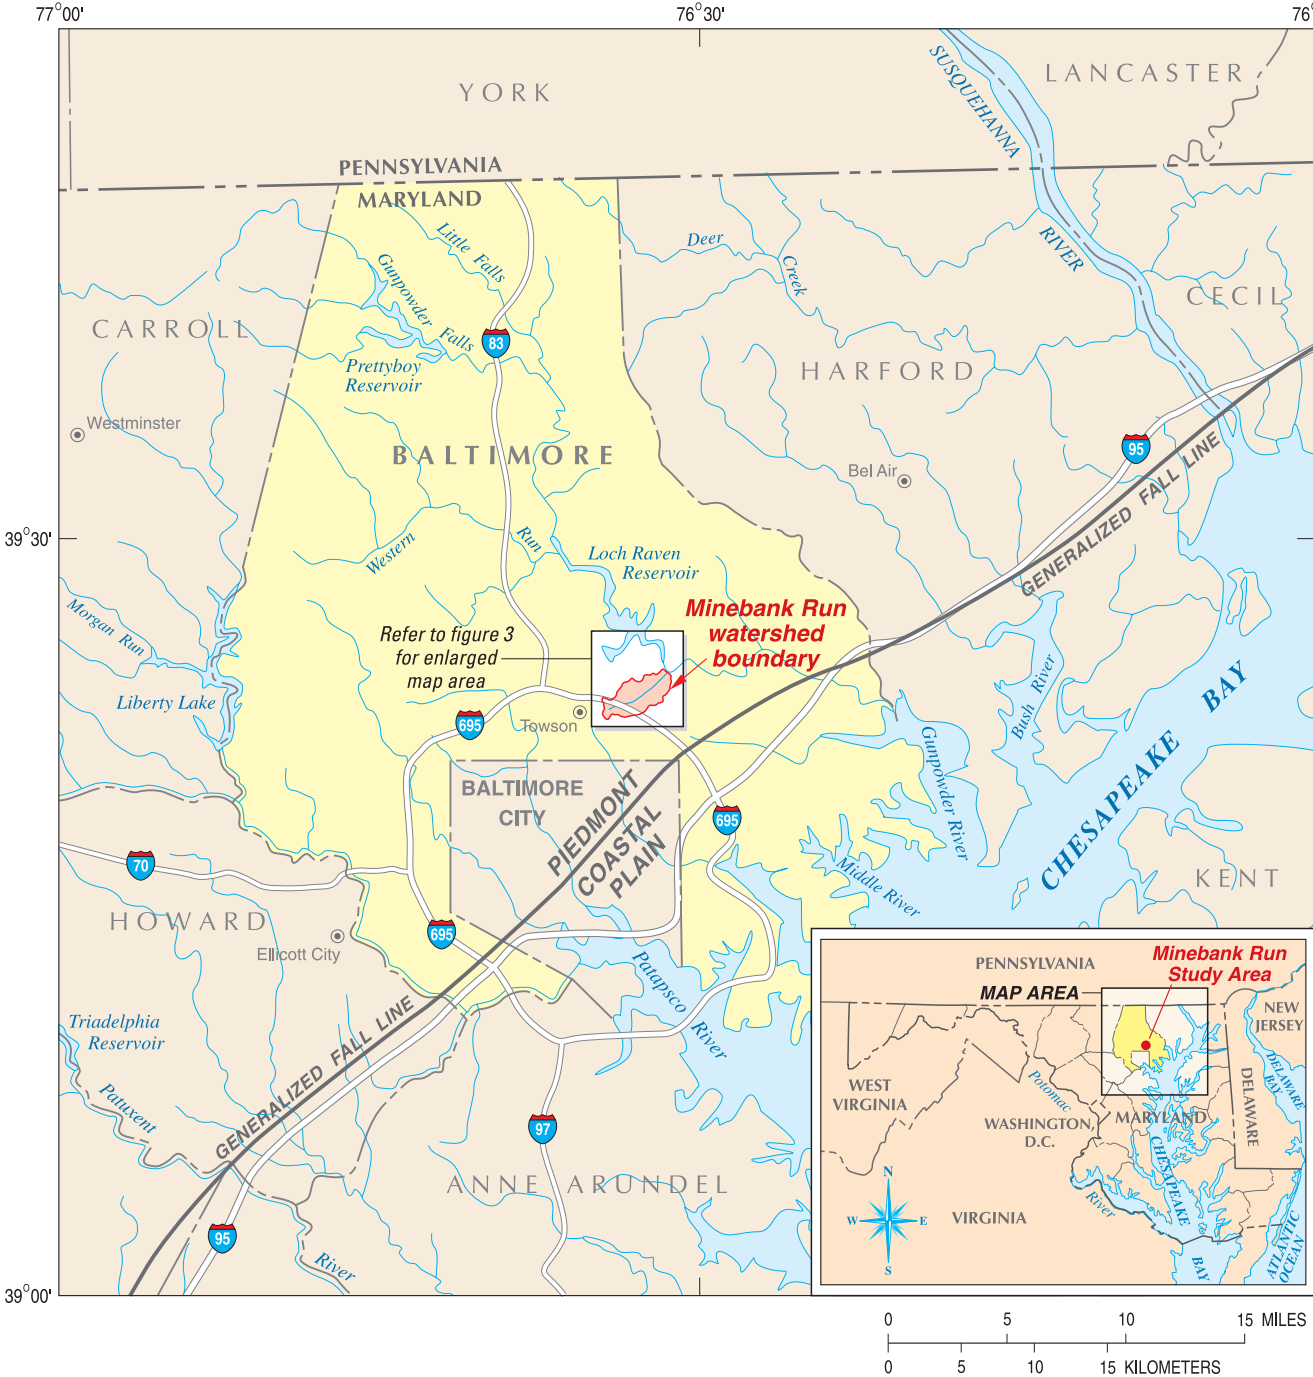 77°00'
76°30'
76°
YORK
LANCASTER
SUSQUEHANNA
RIVER
PENNSYLVANIA
MARYLAND
Little Falls
Gunpowder Falls
Deer
Creek
CECIL
CARROLL
83
Prettyboy
Reservoir
HARFORD
Westminster
BALTIMORE
95
Bel Air
GENERALIZED FALL LINE
39°30'
Western
Run
Loch Raven
Reservoir
Morgan Run
Refer to figure 3
for enlarged
map area
Minebank Run
watershed
boundary
Liberty Lake
695
Towson
Bush River
CHESAPEAKE BAY
Gunpowder River
BALTIMORE
CITY
PIEDMONT
COASTAL
PLAIN
695
70
Middle River
KENT
HOWARD
695
Ellicott City
Patapsco
River
Triadelphia
Reservoir
GENERALIZED FALL LINE
Patuxent
97
ANNE ARUNDEL
95
River
39°00'
PENNSYLVANIA
Minebank Run
Study Area
MAP AREA
NEW
JERSEY
DELAWARE
BAY
WEST
VIRGINIA
Potomac
WASHINGTON,
D.C.
MARYLAND
DELAWARE
CHESAPEAKE
River
N
W
E
S
VIRGINIA
BAY
ATLANTIC
OCEAN
0 5 10 15 MILES
0 5 10 15 KILOMETERS